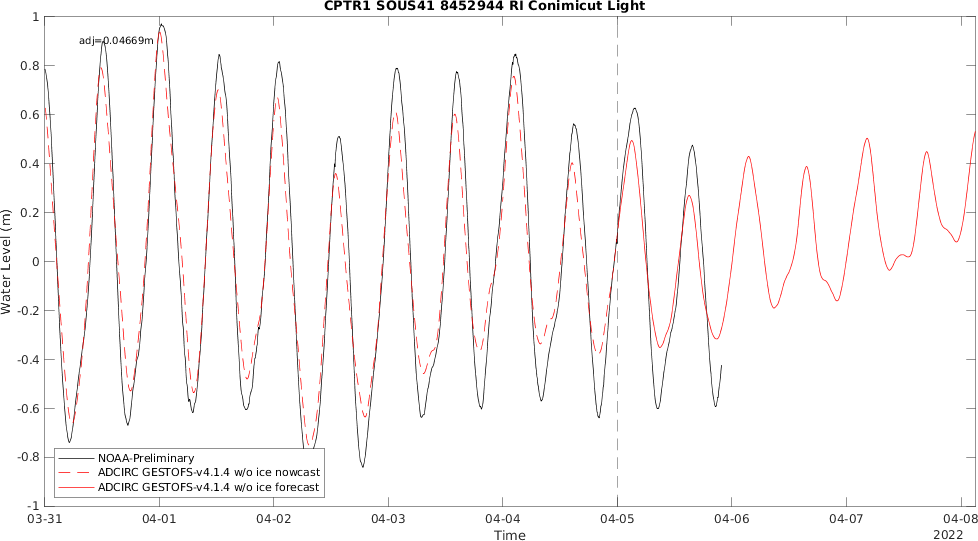 CPTR1 SOUS41 8452944 RI Conimicut Light
adj=0.04669m
1
0.8
0.6
0.4
0.2
0
-0.2
-0.4
-0.6
-0.8
-1
Water Level (m)
NOAA-Preliminary
ADCIRC GESTOFS-v4.1.4 w/o ice nowcast
ADCIRC GESTOFS-v4.1.4 w/o ice forecast
03-31 04-01 04-02 04-03 04-04 04-05 04-06 04-07 04-08
Time
2022